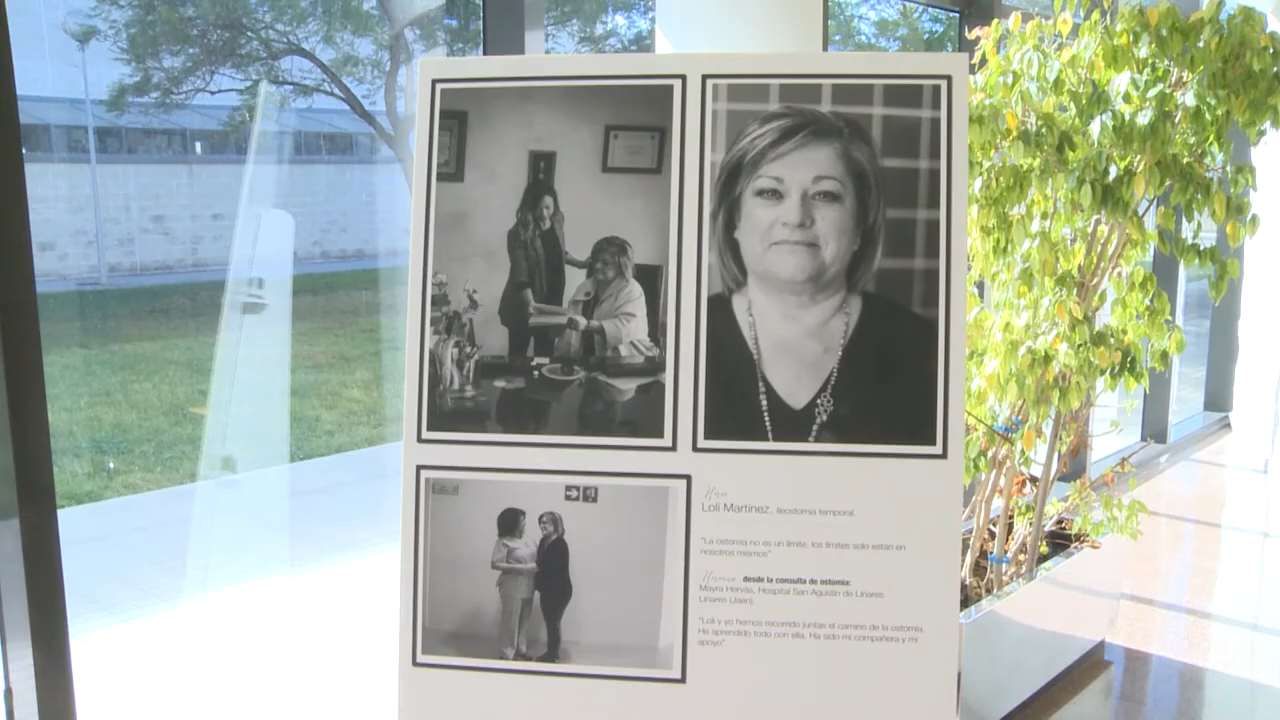 Loli Martínez. Ileostomía temporal.
"La ostomía no es un límite, los límites solo están en
nosotros mismos"
desde la consulta de ostomía:
Mayra Hervás, Hospital San Agustín de Linares.
Linares (Jaén).
"Loli y yo hemos recorrido juntas el camino de la ostomía.
He aprendido todo con ella. Ha sido mi compañera y mi
apoyo"